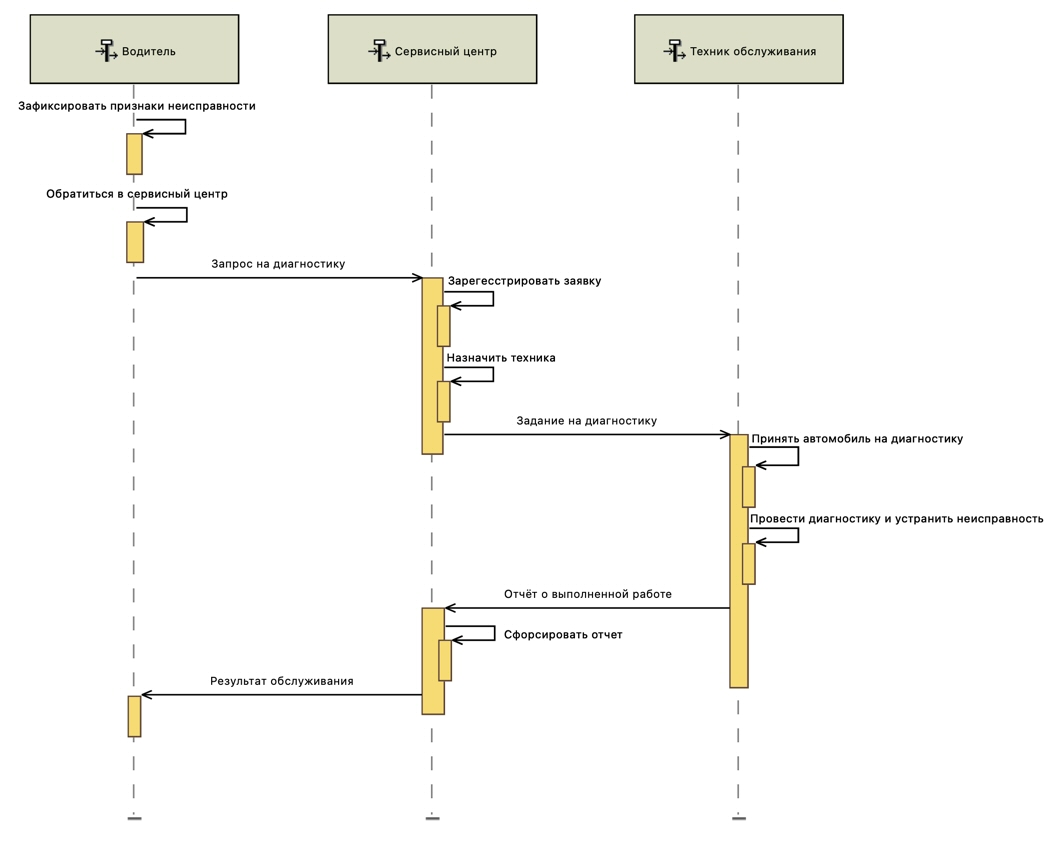 Водитель
Сервисный центр
Техник обслуживания
Зафиксировать признаки неисправности
Обратиться в сервисный центр
Запрос на диагностику
Зарегесстрировать заявку
Назначить техника
Задание на диагностику
Принять автомобиль на диагностику
Провести диагностику и устранить неисправность
Отчёт о выполненной работе
Сфорсировать отчет
Результат обслуживания